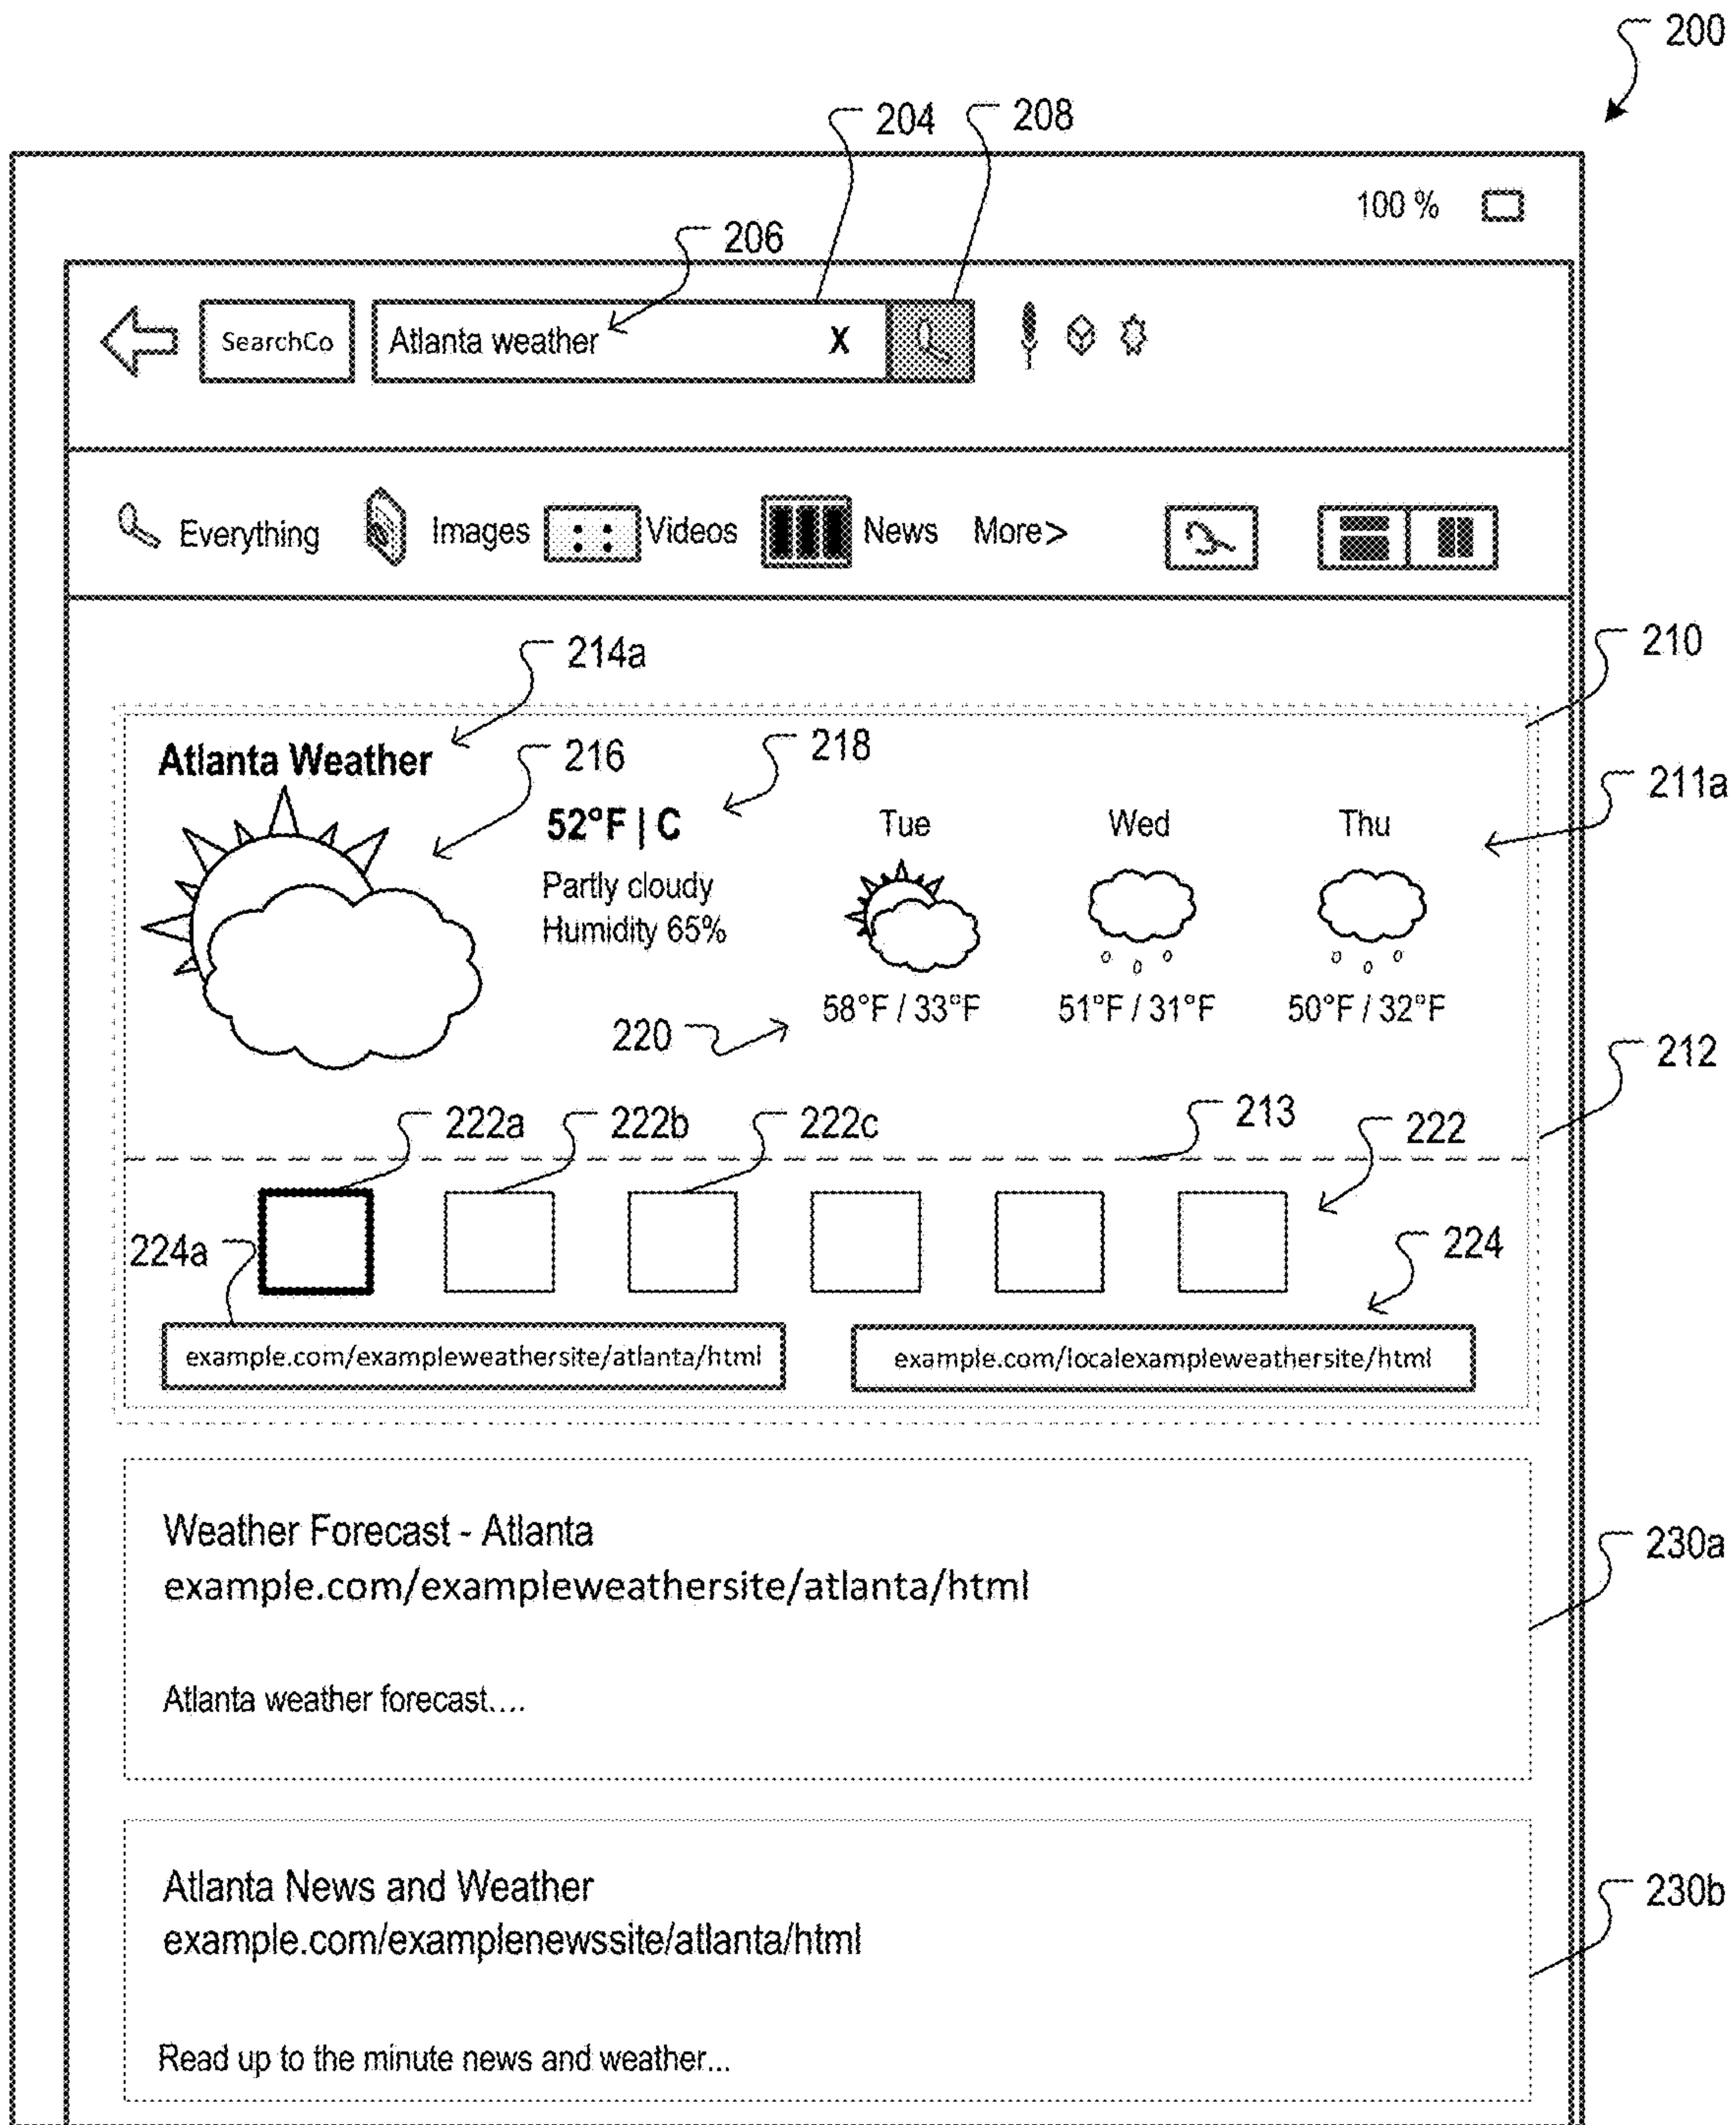 200
204 208
100 %
206
SearchCo Atlanta weather X
Everything Images Videos News More>
214a
210
Atlanta Weather 216 218
211a
52°F | C Tue Wed Thu
Partly cloudy
Humidity 65%
58°F / 33°F 51°F / 31°F 50°F / 32°F
220
212
222a 222b 222c 213 222
224a 224
example.com/exampleweathersite/atlanta/html example.com/localexampleweathersite/html
Weather Forecast - Atlanta
230a
example.com/exampleweathersite/atlanta/html
Atlanta weather forecast....
Atlanta News and Weather
230b
example.com/examplenewssite/atlanta/html
Read up to the minute news and weather...